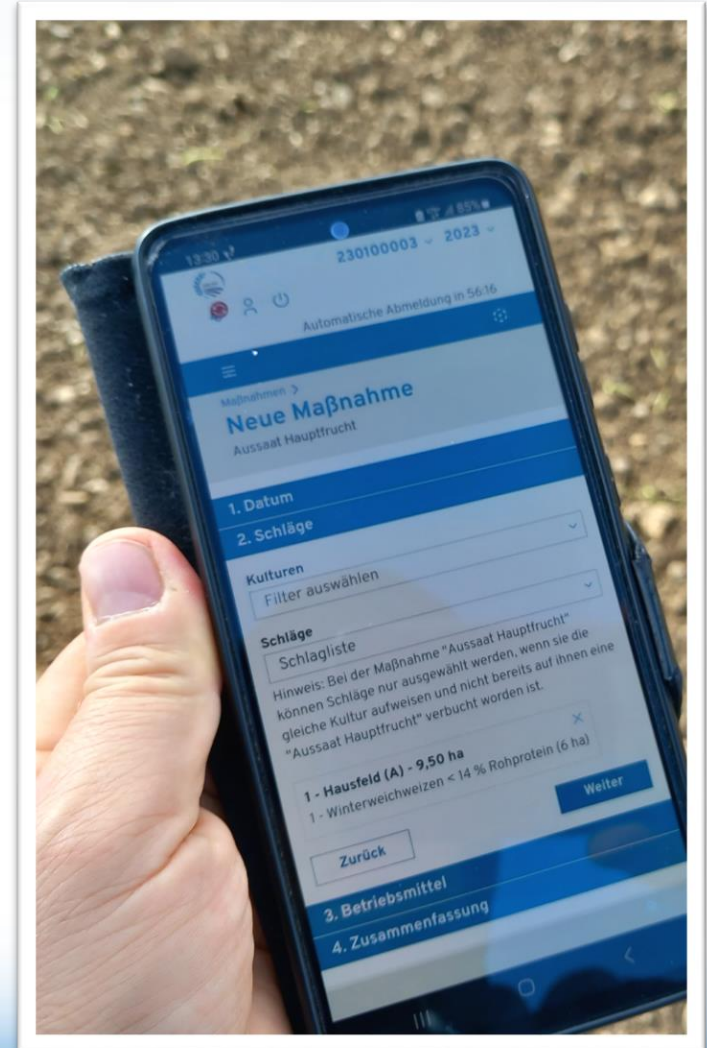 13:30
85%
230100003 2023
Automatische Abmeldung in 56:16
Maßnahmen >
Neue Maßnahme
Aussaat Hauptfrucht
1. Datum
2. Schläge
Kulturen
Filter auswählen
Schläge
Schlagliste
Hinweis: Bei der Maßnahme "Aussaat Hauptfrucht"
können Schläge nur ausgewählt werden, wenn sie die
gleiche Kultur aufweisen und nicht bereits auf ihnen eine
"Aussaat Hauptfrucht" verbucht worden ist.
1 - Hausfeld (A) - 9,50 ha
1 - Winterweichweizen < 14 % Rohprotein (6 ha)
Weiter
Zurück
3. Betriebsmittel
4. Zusammenfassung